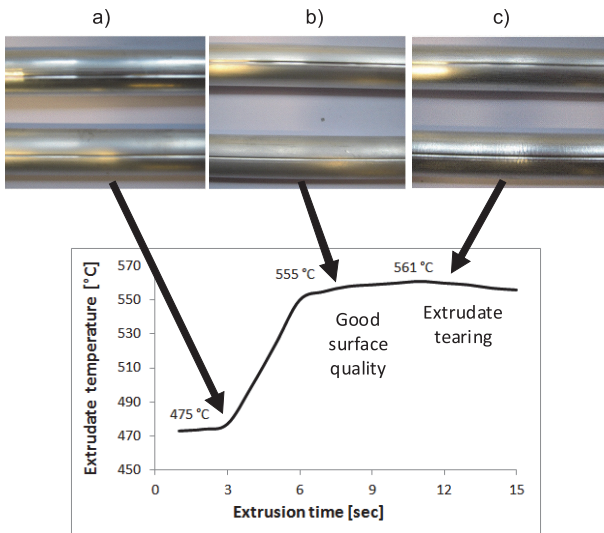 a) b) c)
Extrudate temperature [°C]
570
550
530
510
490
470
450
475 °C
555 °C
561 °C
Good
surface
quality
Extrudate
tearing
0 3 6 9 12 15
Extrusion time [sec]